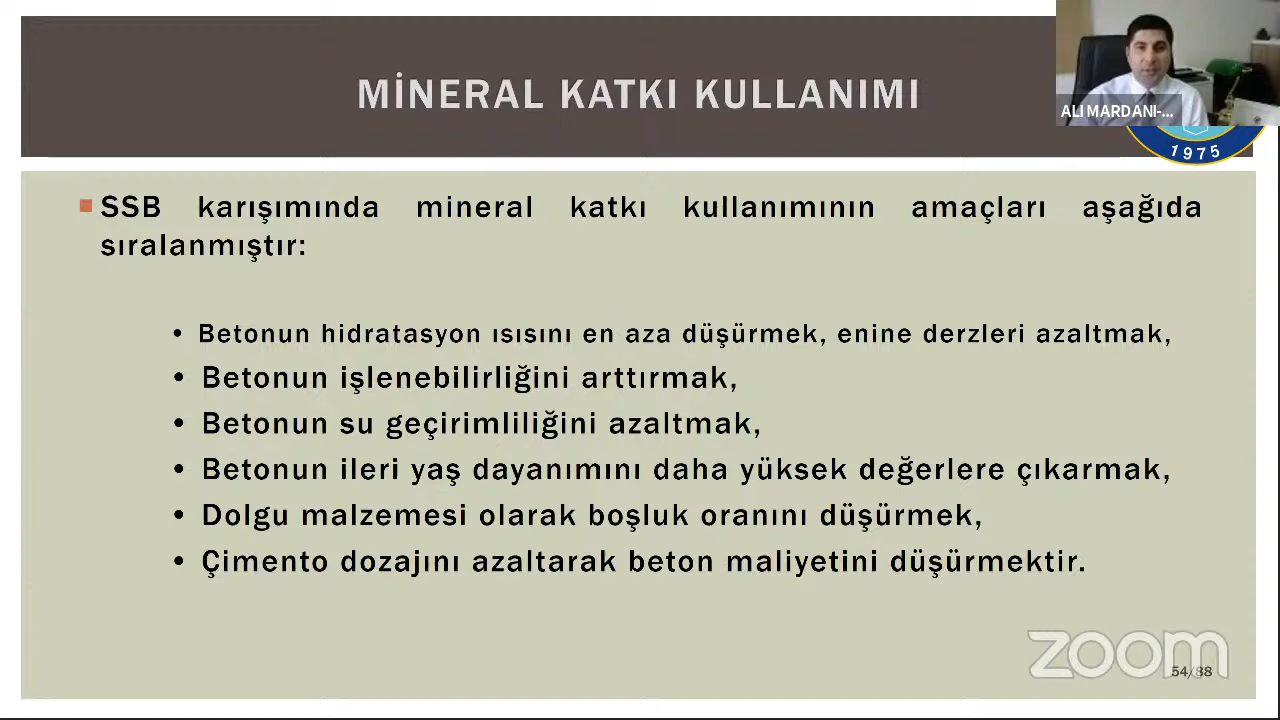 MİNERAL KATKI KULLANIMI
ALİ MARDANI-...
1975
SSB karışımında mineral katkı kullanımının amaçları aşağıda
sıralanmıştır:
• Betonun hidratasyon ısısını en aza düşürmek, enine derzleri azaltmak,
• Betonun işlenebilirliğini arttırmak,
• Betonun su geçirimliliğini azaltmak,
• Betonun ileri yaş dayanımını daha yüksek değerlere çıkarmak,
• Dolgu malzemesi olarak boşluk oranını düşürmek,
• Çimento dozajını azaltarak beton maliyetini düşürmektir.
zoom
54/88